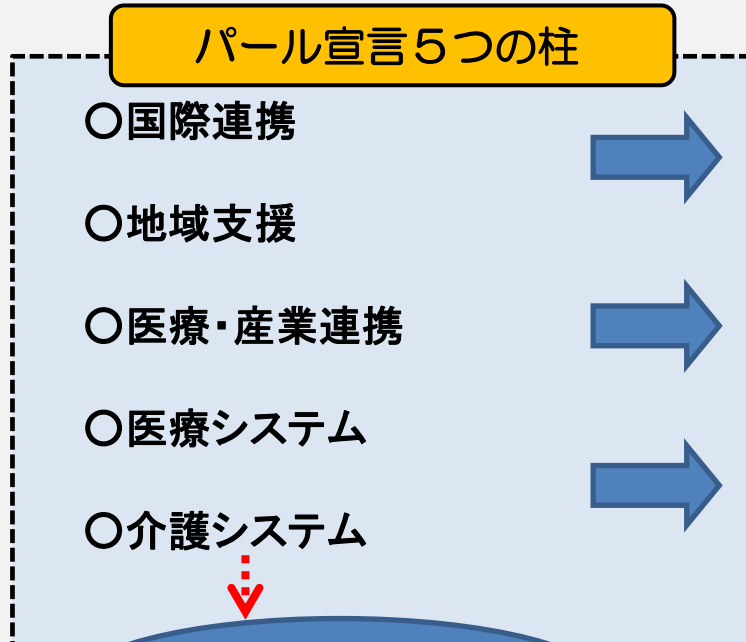 パール宣言５つの柱
○国際連携
○地域支援
○医療・産業連携
○医療システム
○介護システム